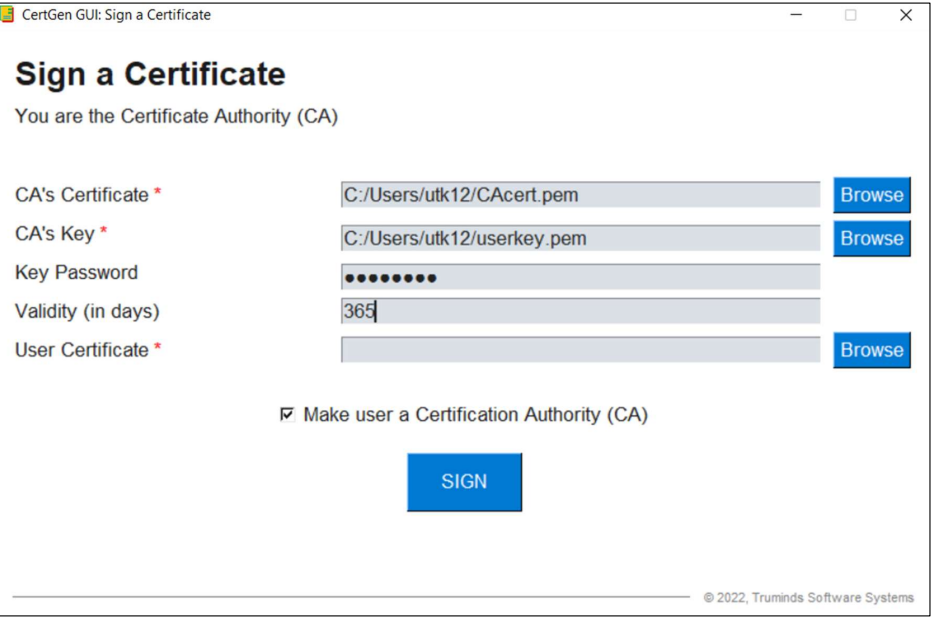 CertGen GUI: Sign a Certificate
Sign a Certificate
You are the Certificate Authority (CA)
CA's Certificate * C:/Users/utk12/CAcert.pem Browse
CA's Key * C:/Users/utk12/userkey.pem Browse
Key Password ●●●●●●●●
Validity (in days) 365
User Certificate * Browse
Make user a Certification Authority (CA)
SIGN
© 2022, Truminds Software Systems